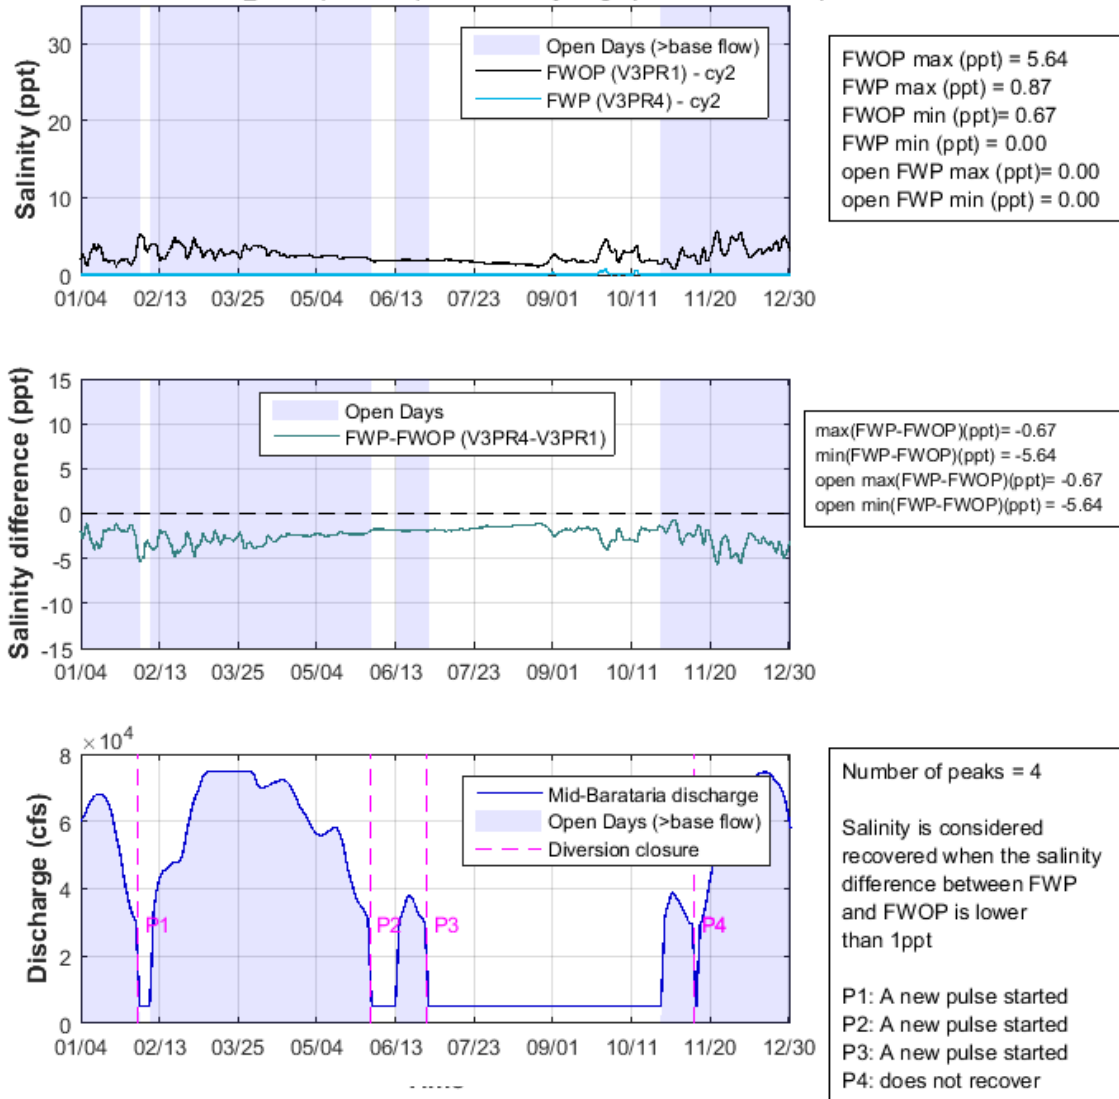 Salinity (ppt)
30
20
10
0
Open Days (>base flow)
FWOP (V3PR1) - cy2
FWP (V3PR4) - cy2
01/04 02/13 03/25 05/04 06/13 07/23 09/01 10/11 11/20 12/30
FWOP max (ppt) = 5.64
FWP max (ppt) = 0.87
FWOP min (ppt)= 0.67
FWP min (ppt) = 0.00
open FWP max (ppt)= 0.00
open FWP min (ppt) = 0.00
Salinity difference (ppt)
15
10
5
0
-5
-10
-15
Open Days
FWP-FWOP (V3PR4-V3PR1)
01/04 02/13 03/25 05/04 06/13 07/23 09/01 10/11 11/20 12/30
max(FWP-FWOP)(ppt)= -0.67
min(FWP-FWOP)(ppt) = -5.64
open max(FWP-FWOP)(ppt)= -0.67
open min(FWP-FWOP)(ppt) = -5.64
Discharge (cfs)
×10⁴
8
6
4
2
0
Mid-Barataria discharge
Open Days (>base flow)
Diversion closure
P1 P2 P3 P4
01/04 02/13 03/25 05/04 06/13 07/23 09/01 10/11 11/20 12/30
Number of peaks = 4
Salinity is considered
recovered when the salinity
difference between FWP
and FWOP is lower
than 1ppt
P1: A new pulse started
P2: A new pulse started
P3: A new pulse started
P4: does not recover